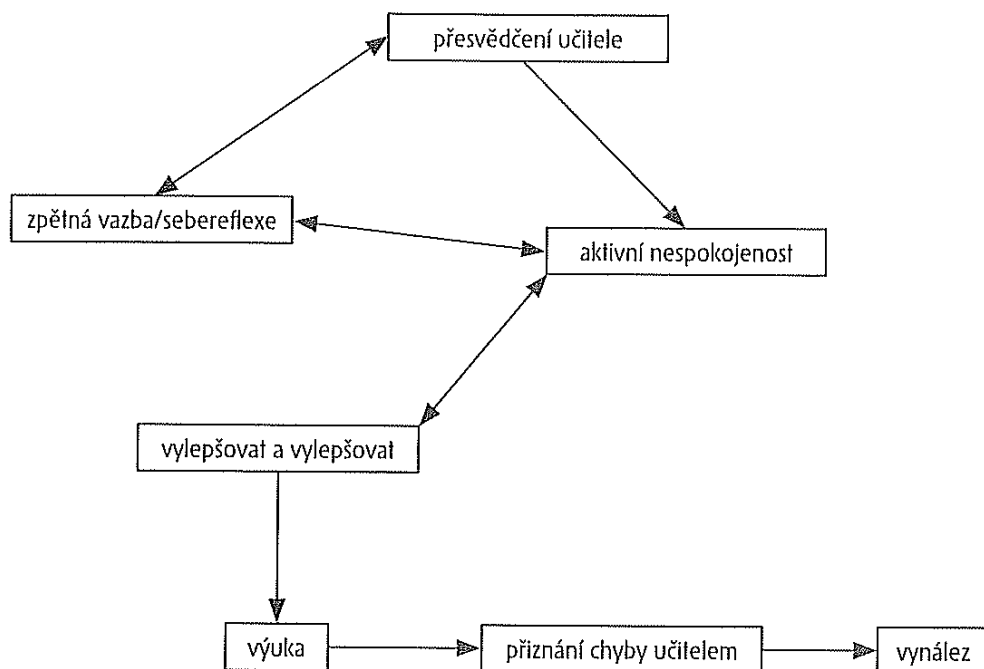 přesvědčení učitele
zpětná vazba/sebereflexe
aktivní nespokojenost
vylepšovat a vylepšovat
výuka
přiznání chyby učitelem
vynález